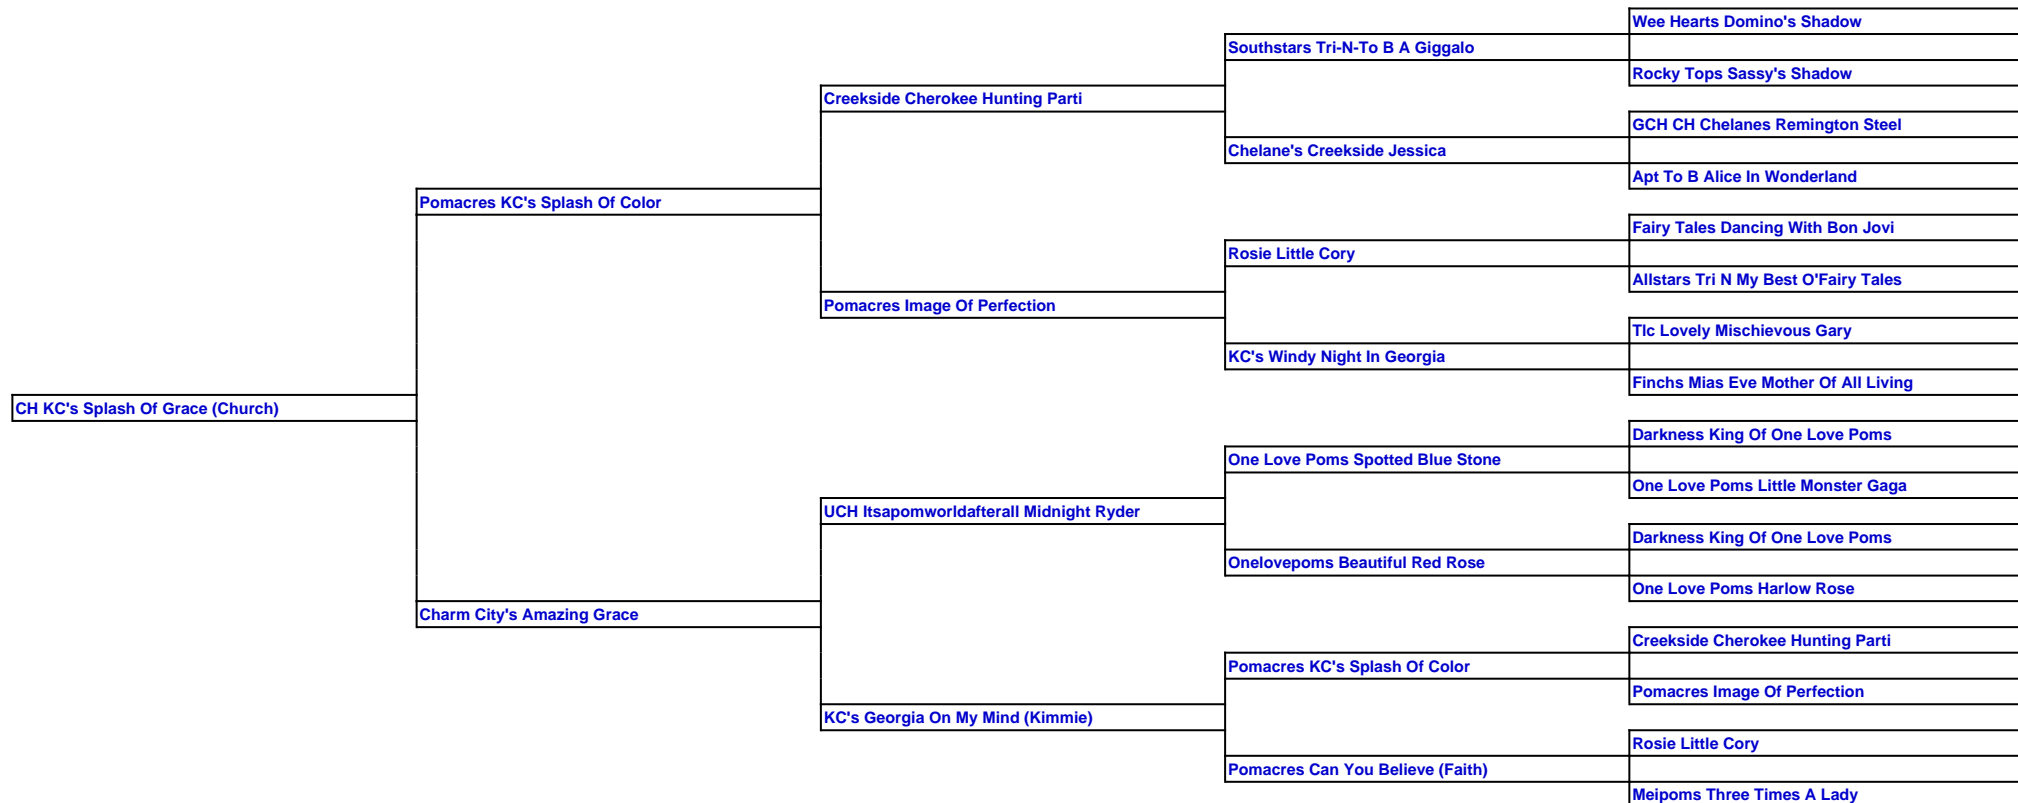 Wee Hearts Domino's Shadow
Southstars Tri-N-To B A Giggalo
Rocky Tops Sassy's Shadow
Creekside Cherokee Hunting Parti
GCH CH Chelanes Remington Steel
Chelane's Creekside Jessica
Apt To B Alice In Wonderland
Pomacres KC's Splash Of Color
Fairy Tales Dancing With Bon Jovi
Rosie Little Cory
Allstars Tri N My Best O'Fairy Tales
Pomacres Image Of Perfection
Tlc Lovely Mischievous Gary
KC's Windy Night In Georgia
Finchs Mias Eve Mother Of All Living
CH KC's Splash Of Grace (Church)
Darkness King Of One Love Poms
One Love Poms Spotted Blue Stone
One Love Poms Little Monster Gaga
UCH Itsapomworldafterall Midnight Ryder
Darkness King Of One Love Poms
Onelovepoms Beautiful Red Rose
One Love Poms Harlow Rose
Charm City's Amazing Grace
Creekside Cherokee Hunting Parti
Pomacres KC's Splash Of Color
Pomacres Image Of Perfection
KC's Georgia On My Mind (Kimmie)
Rosie Little Cory
Pomacres Can You Believe (Faith)
Meipoms Three Times A Lady